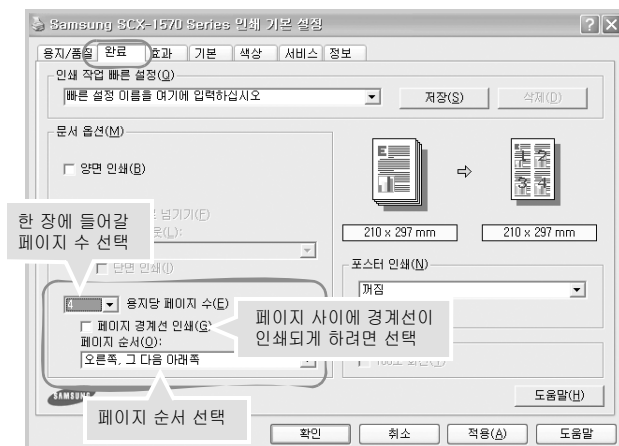 Samsung SCX-1570 Series 인쇄 기본 설정
용지/품질 완료 효과 기본 색상 서비스 정보
인쇄 작업 빠른 설정(Q)
빠른 설정 이름을 여기에 입력하십시오
저장(S)
삭제(D)
문서 옵션(M)
양면 인쇄(B)
넘기기(F)
(L):
단면 인쇄(I)
한 장에 들어갈
페이지 수 선택
4 용지당 페이지 수(E)
페이지 경계선 인쇄(G)
페이지 순서(O):
오른쪽, 그 다음 아래쪽
페이지 사이에 경계선이
인쇄되게 하려면 선택
페이지 순서 선택
E
1 2
3 4
210 x 297 mm
210 x 297 mm
포스터 인쇄(N)
꺼짐
SAMSUNG
도움말(H)
확인
취소
적용(A)
도움말